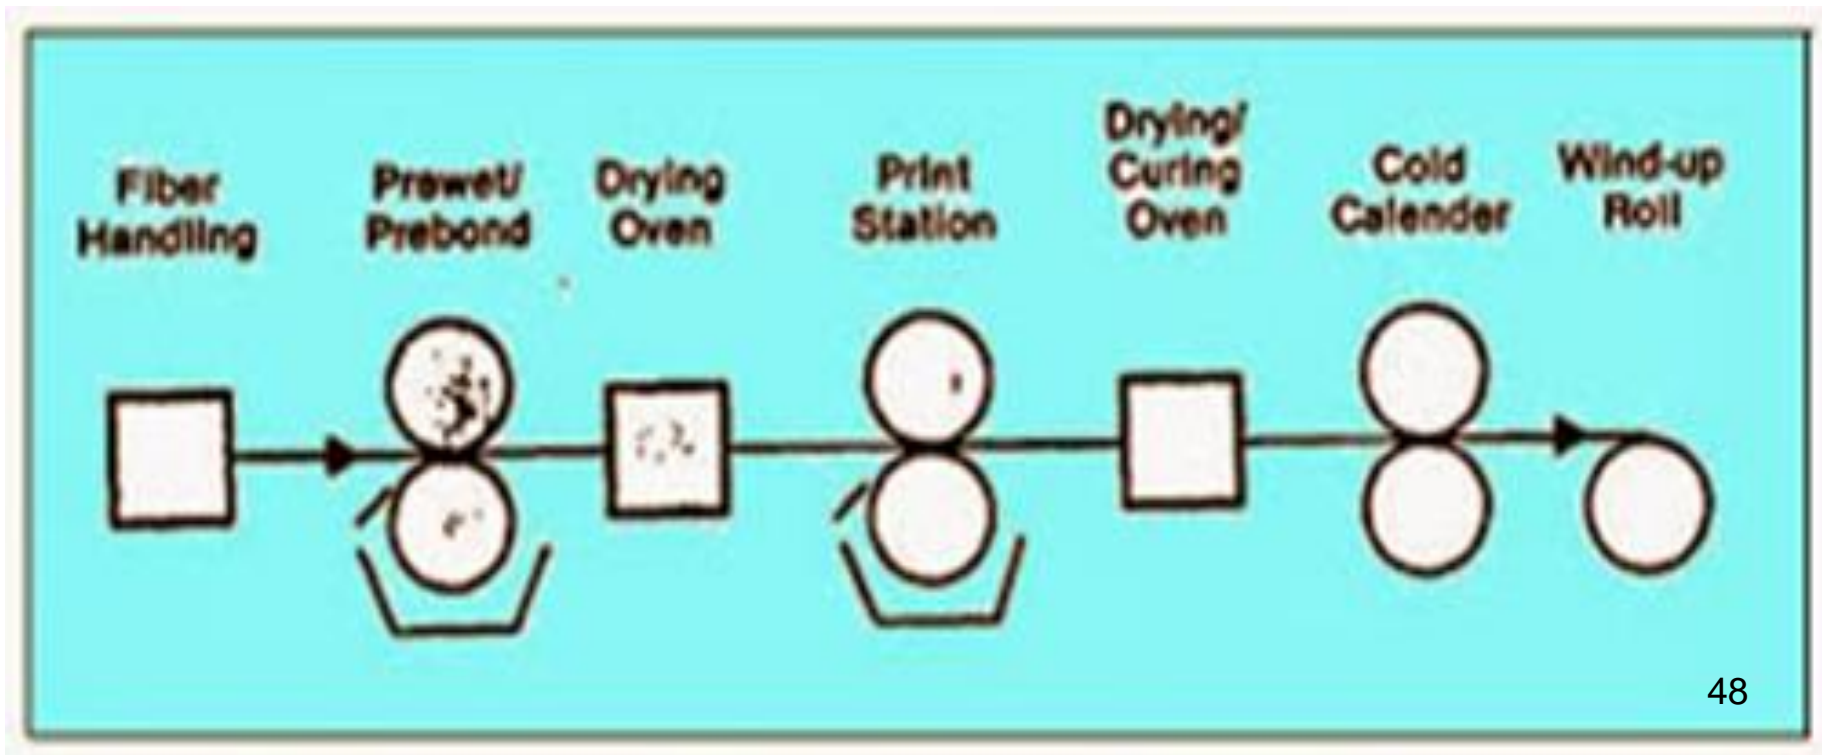 Fiber
Handling
Prewet/
Prebond
Drying
Oven
Print
Station
Drying/
Curing
Oven
Cold
Calender
Wind-up
Roll
48